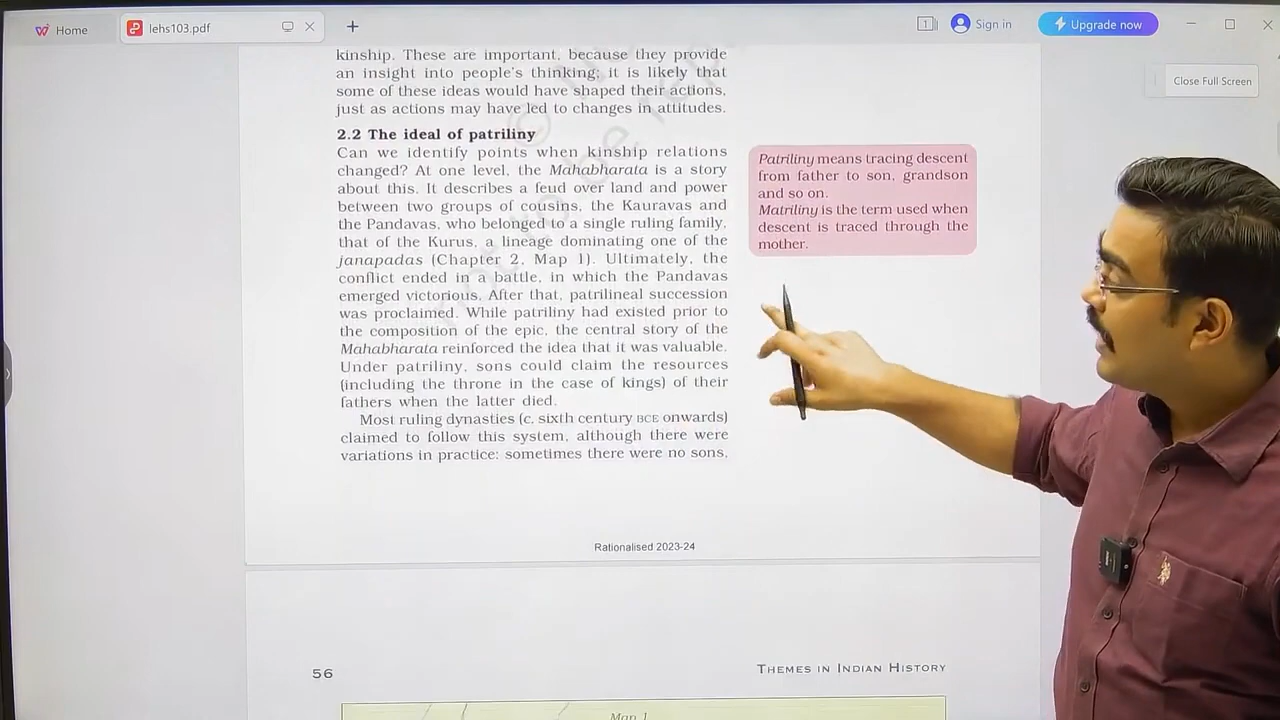 Home
lehs103.pdf
Sign in
Upgrade now
Close Full Screen
kinship. These are important, because they provide
an insight into people's thinking; it is likely that
some of these ideas would have shaped their actions,
just as actions may have led to changes in attitudes.
2.2 The ideal of patriliny
Can we identify points when kinship relations
changed? At one level, the Mahabharata is a story
about this. It describes a feud over land and power
between two groups of cousins, the Kauravas and
the Pandavas, who belonged to a single ruling family,
that of the Kurus, a lineage dominating one of the
janapadas (Chapter 2, Map 1). Ultimately, the
conflict ended in a battle, in which the Pandavas
emerged victorious. After that, patrilineal succession
was proclaimed. While patriliny had existed prior to
the composition of the epic, the central story of the
Mahabharata reinforced the idea that it was valuable.
Under patriliny, sons could claim the resources
(including the throne in the case of kings) of their
fathers when the latter died.
Most ruling dynasties (c. sixth century BCE onwards)
claimed to follow this system, although there were
variations in practice: sometimes there were no sons,
Patriliny means tracing descent
from father to son, grandson
and so on.
Matriliny is the term used when
descent is traced through the
mother.
Rationalised 2023-24
56
THEMES IN INDIAN HISTORY
Map 1